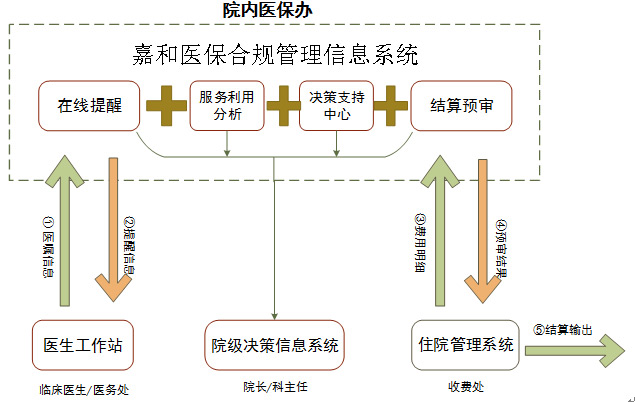 院内医保办
嘉和医保合规管理信息系统
在线提醒
服务利用
分析
决策支持
中心
结算预审
①医嘱信息
②提醒信息
③费用明细
④预审结果
医生工作站
院级决策信息系统
住院管理系统
⑤结算输出
临床医生/医务处
院长/科主任
收费处